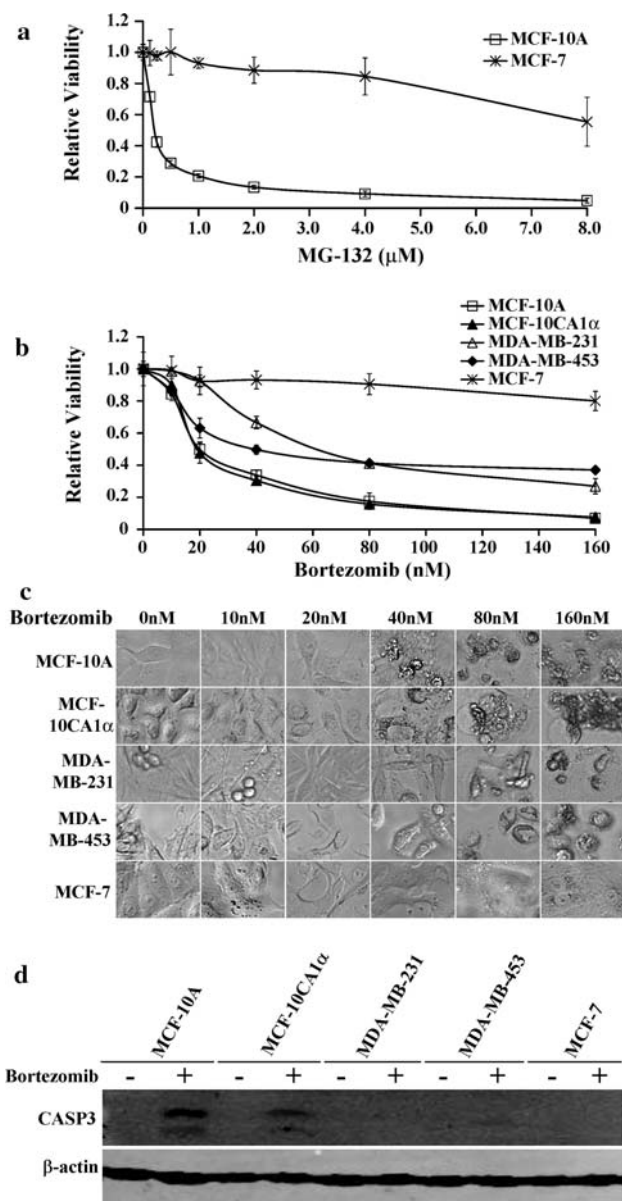 a
MCF-10A
MCF-7
Relative Viability
1.2
1.0
0.8
0.6
0.4
0.2
0
0 1.0 2.0 3.0 4.0 5.0 6.0 7.0 8.0
MG-132 (μM)
b
MCF-10A
MCF-10CA1α
MDA-MB-231
MDA-MB-453
MCF-7
Relative Viability
1.2
1.0
0.8
0.6
0.4
0.2
0
0 20 40 60 80 100 120 140 160
Bortezomib (nM)
c
Bortezomib 0nM 10nM 20nM 40nM 80nM 160nM
MCF-10A
MCF-
10CA1α
MDA-
MB-231
MDA-
MB-453
MCF-7
d
MCF-10A MCF-10CA1α MDA-MB-231 MDA-MB-453 MCF-7
Bortezomib - + - + - + - + - +
CASP3
β-actin